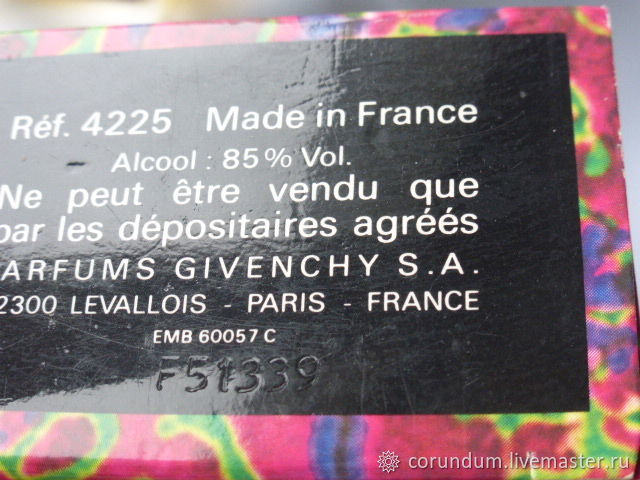 Réf. 4225 Made in France
Alcool : 85% Vol.
Ne peut être vendu que
par les dépositaires agréés
ARFUMS GIVENCHY S.A.
2300 LEVALLOIS - PARIS - FRANCE
EMB 60057 C
F51339
corundum.livemaster.ru